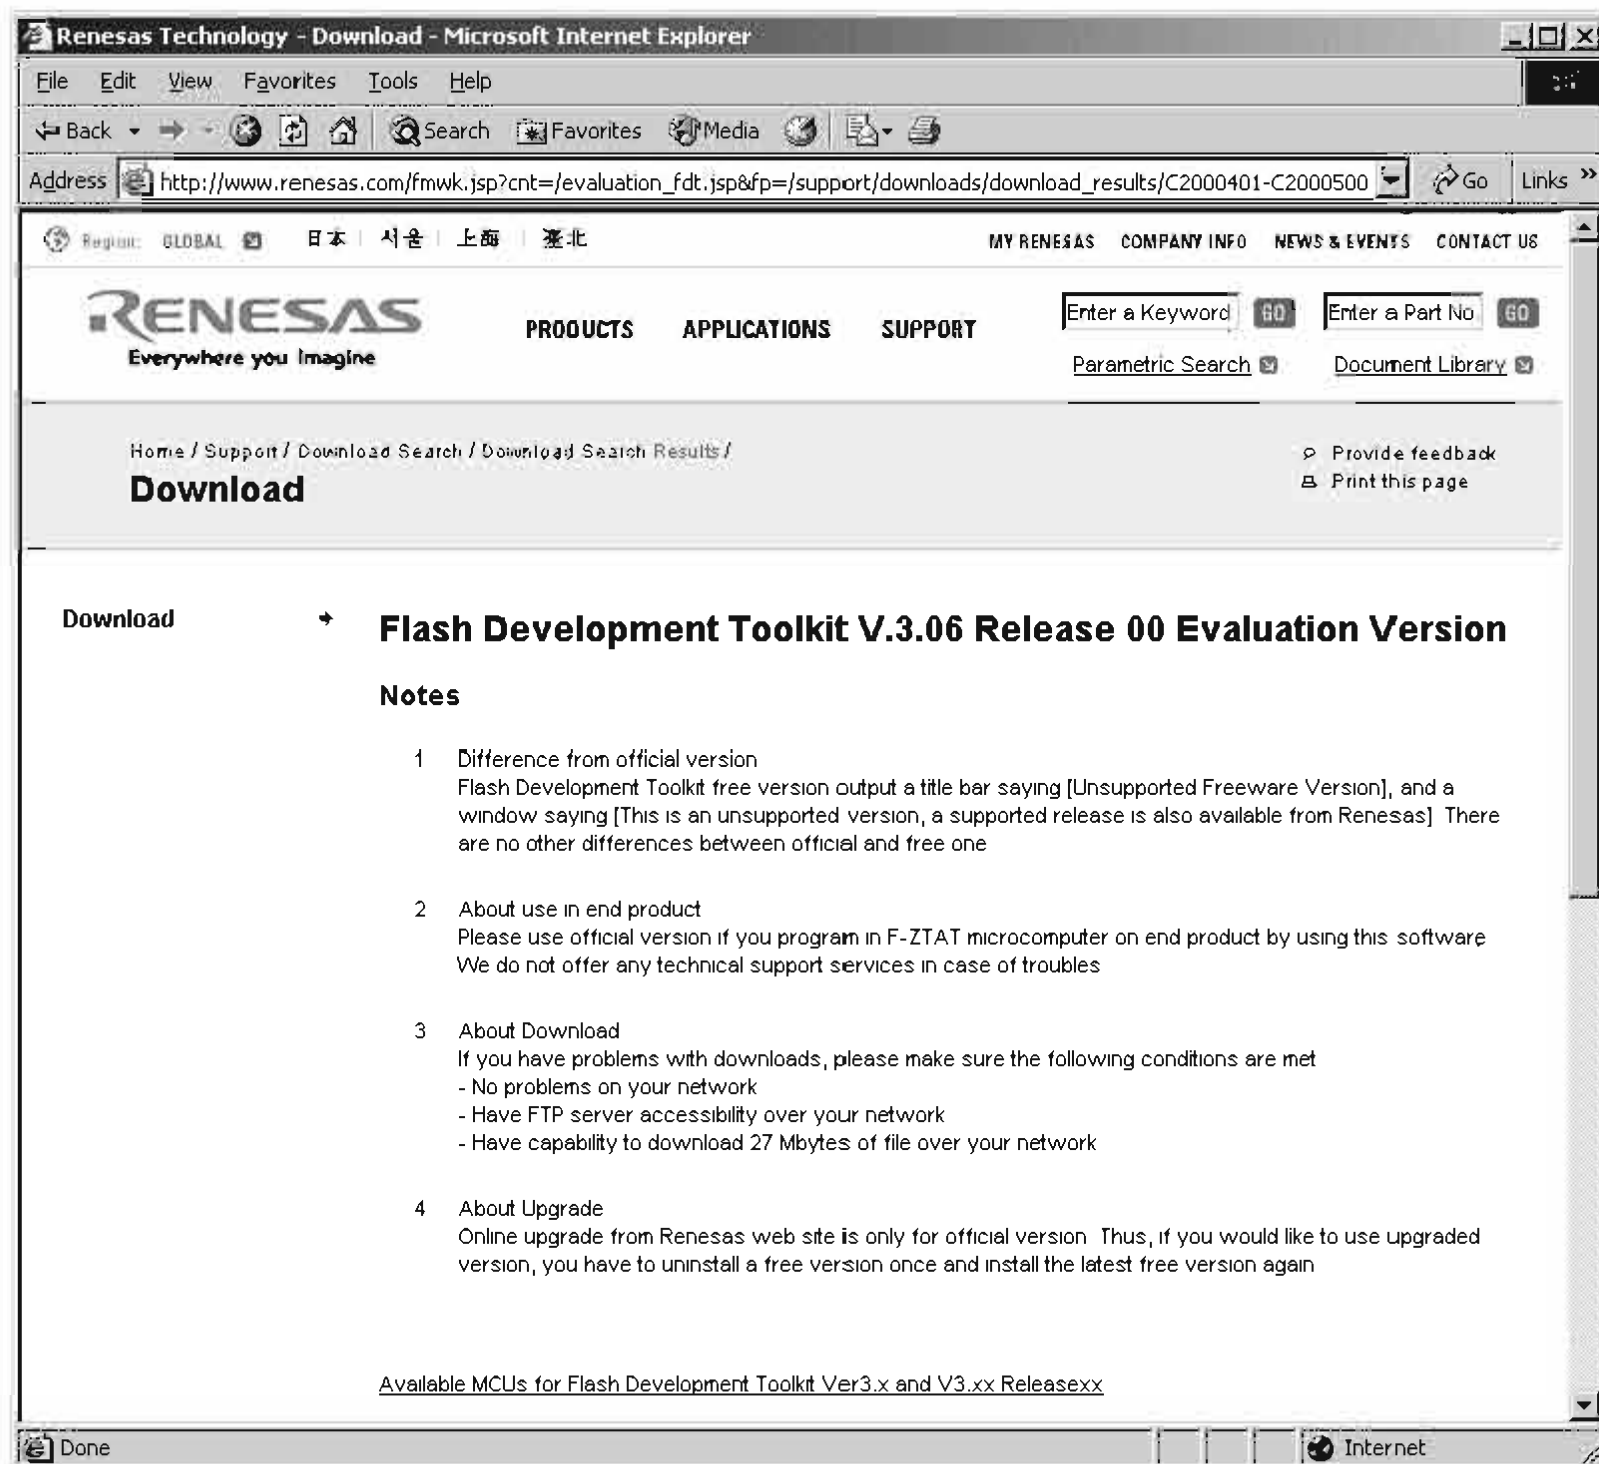 Renesas Technology - Download - Microsoft Internet Explorer
File Edit View Favorites Tools Help
Back Search Favorites Media
Address http://www.renesas.com/fmwk.jsp?cnt=/evaluation_fdt.jsp&fp=/support/downloads/download_results/C2000401-C2000500 Go Links »
Region: GLOBAL 日本 | 서울 | 上海 | 臺北 MY RENESAS COMPANY INFO NEWS & EVENTS CONTACT US
RENESAS
Everywhere you imagine
PRODUCTS APPLICATIONS SUPPORT
Enter a Keyword GO Enter a Part No GO
Parametric Search Document Library
Home / Support / Download Search / Download Search Results /
Download
Provide feedback
Print this page
Download
Flash Development Toolkit V.3.06 Release 00 Evaluation Version
Notes
1 Difference from official version
Flash Development Toolkit free version output a title bar saying [Unsupported Freeware Version], and a
window saying [This is an unsupported version, a supported release is also available from Renesas] There
are no other differences between official and free one
2 About use in end product
Please use official version if you program in F-ZTAT microcomputer on end product by using this software
We do not offer any technical support services in case of troubles
3 About Download
If you have problems with downloads, please make sure the following conditions are met
- No problems on your network
- Have FTP server accessibility over your network
- Have capability to download 27 Mbytes of file over your network
4 About Upgrade
Online upgrade from Renesas web site is only for official version Thus, if you would like to use upgraded
version, you have to uninstall a free version once and install the latest free version again
Available MCUs for Flash Development Toolkit Ver3.x and V3.xx Releasexx
Done Internet